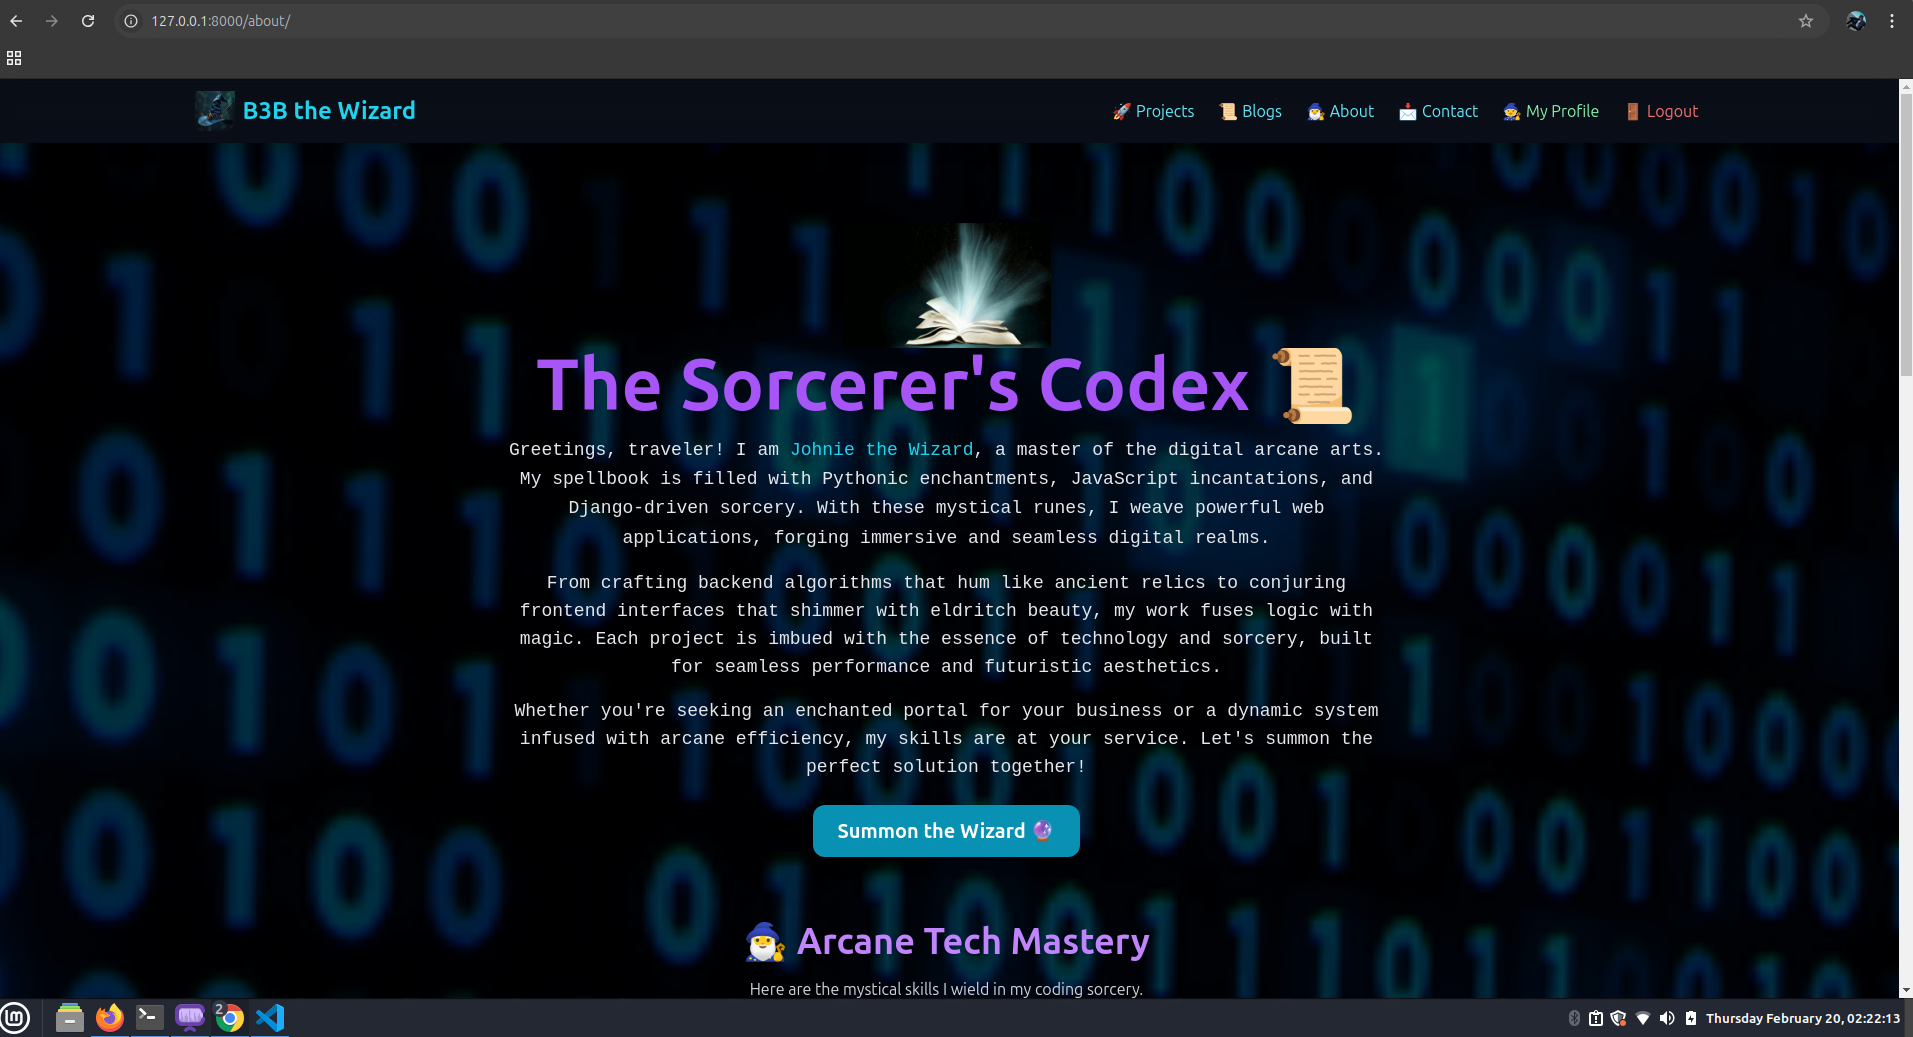 127.0.0.1:8000/about/
B3B the Wizard
🚀 Projects 📜 Blogs 🧙‍♂️ About 📩 Contact 🧙 My Profile 🚪 Logout
The Sorcerer's Codex 📜
Greetings, traveler! I am Johnie the Wizard, a master of the digital arcane arts.
My spellbook is filled with Pythonic enchantments, JavaScript incantations, and
Django-driven sorcery. With these mystical runes, I weave powerful web
applications, forging immersive and seamless digital realms.
From crafting backend algorithms that hum like ancient relics to conjuring
frontend interfaces that shimmer with eldritch beauty, my work fuses logic with
magic. Each project is imbued with the essence of technology and sorcery, built
for seamless performance and futuristic aesthetics.
Whether you're seeking an enchanted portal for your business or a dynamic system
infused with arcane efficiency, my skills are at your service. Let's summon the
perfect solution together!
Summon the Wizard 🔮
🧙‍♂️ Arcane Tech Mastery
Here are the mystical skills I wield in my coding sorcery.
2
Thursday February 20, 02:22:13